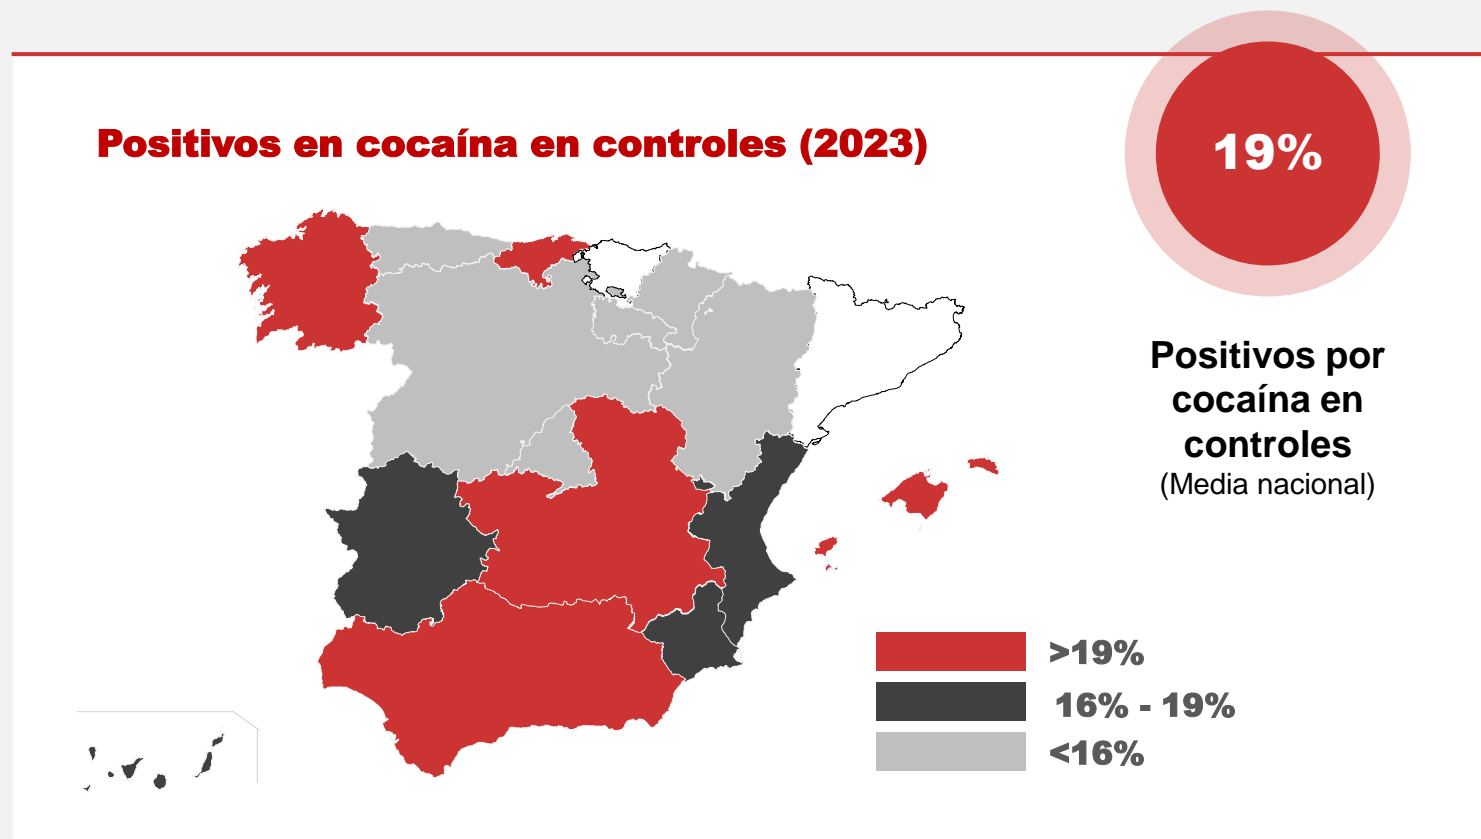 Positivos en cocaína en controles (2023)
19%
Positivos por
cocaína en
controles
(Media nacional)
>19%
16% - 19%
<16%